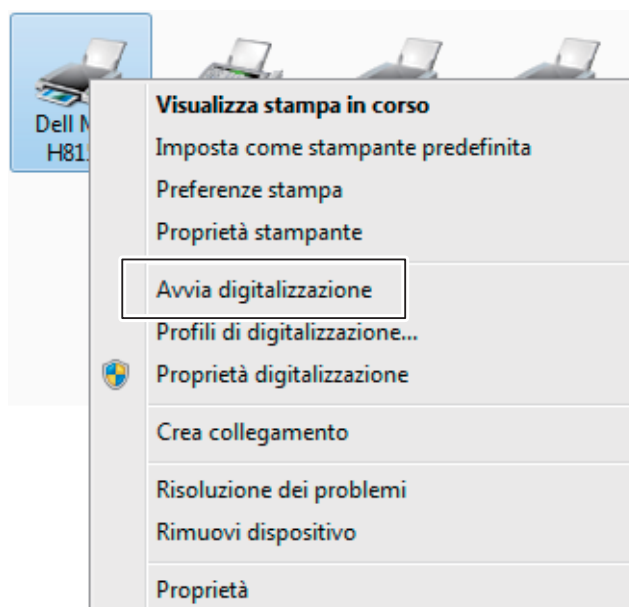 Dell
H81
Visualizza stampa in corso
Imposta come stampante predefinita
Preferenze stampa
Proprietà stampante
Avvia digitalizzazione
Profili di digitalizzazione...
Proprietà digitalizzazione
Crea collegamento
Risoluzione dei problemi
Rimuovi dispositivo
Proprietà